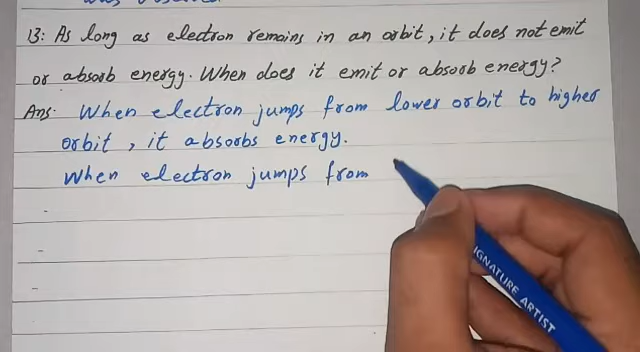 was observed
13: As long as electron remains in an orbit, it does not emit
or absorb energy. When does it emit or absorb energy?
Ans: When electron jumps from lower orbit to higher
orbit, it absorbs energy.
When electron jumps from
SIGNATURE ARTIST